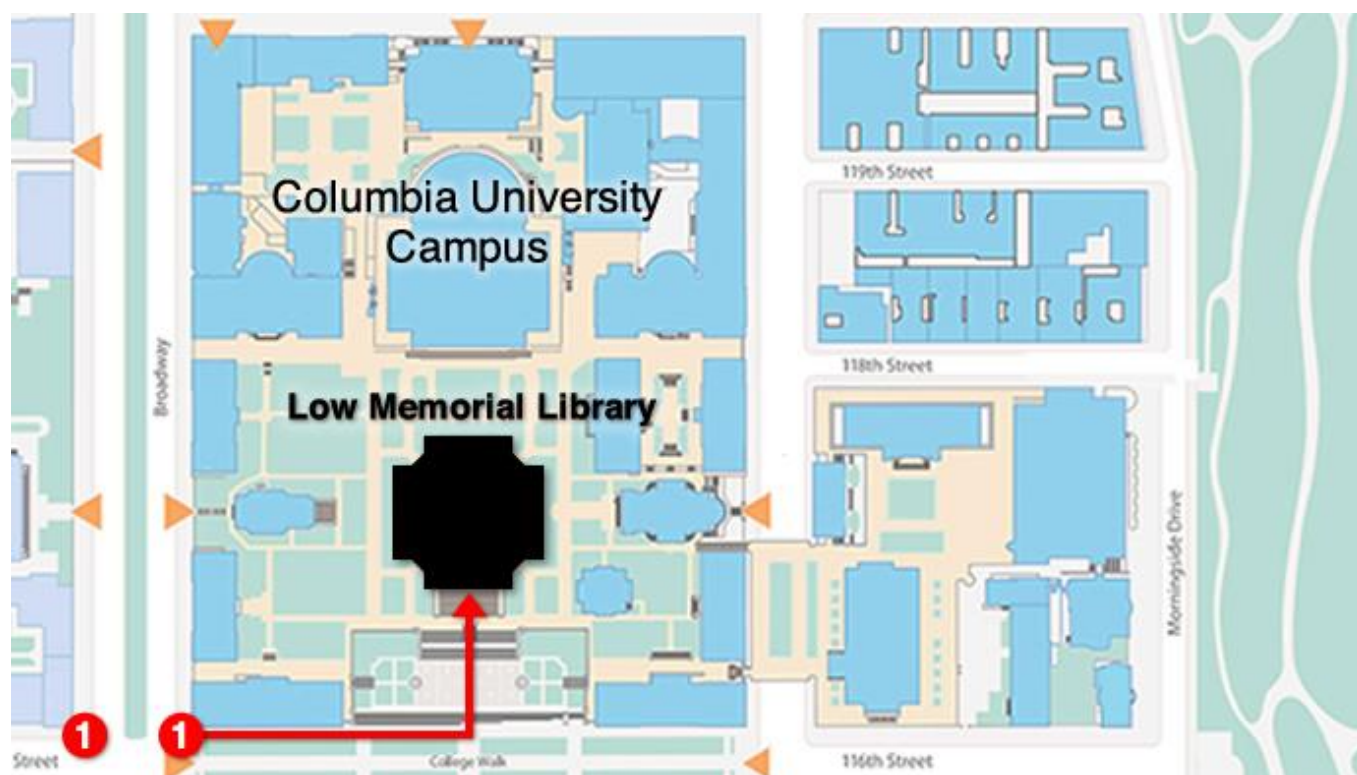 119th Street
Columbia University
Campus
118th Street
Broadway
Low Memorial Library
Morningside Drive
1
1
Street
College Walk
116th Street